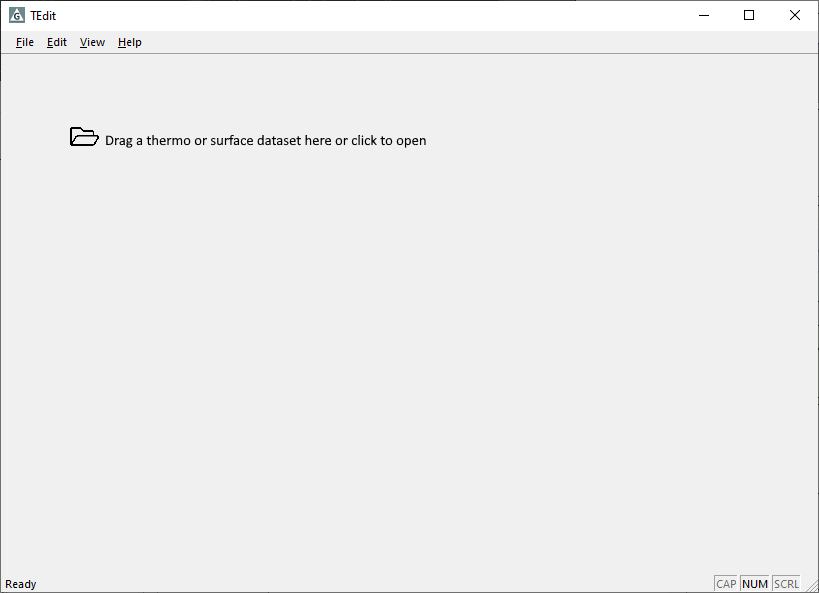 TEdit
File Edit View Help
Drag a thermo or surface dataset here or click to open
Ready CAP NUM SCRL